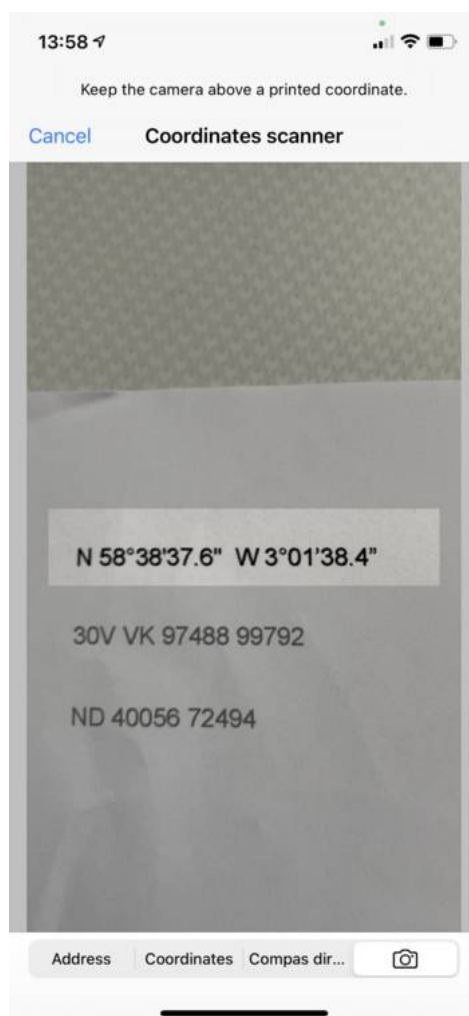 13:58
Keep the camera above a printed coordinate.
Cancel Coordinates scanner
N 58°38'37.6" W 3°01'38.4"
30V VK 97488 99792
ND 40056 72494
Address Coordinates Compas dir...